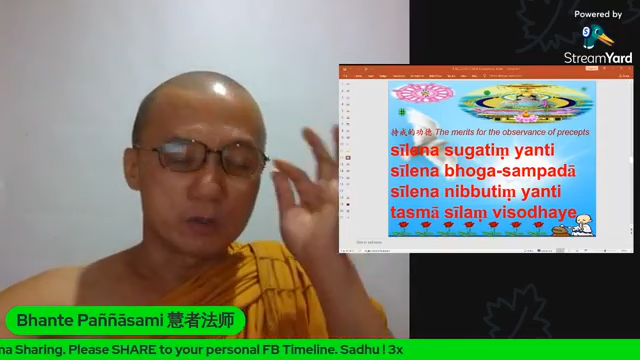 Powered by
StreamYard
持戒的功德 The merits for the observance of precepts
sīlena sugatiṃ yanti
sīlena bhoga-sampadā
sīlena nibbutiṃ yanti
tasmā sīlaṃ visodhaye
Bhante Paññāsami 慧者法师
na Sharing. Please SHARE to your personal FB Timeline. Sadhu ! 3x